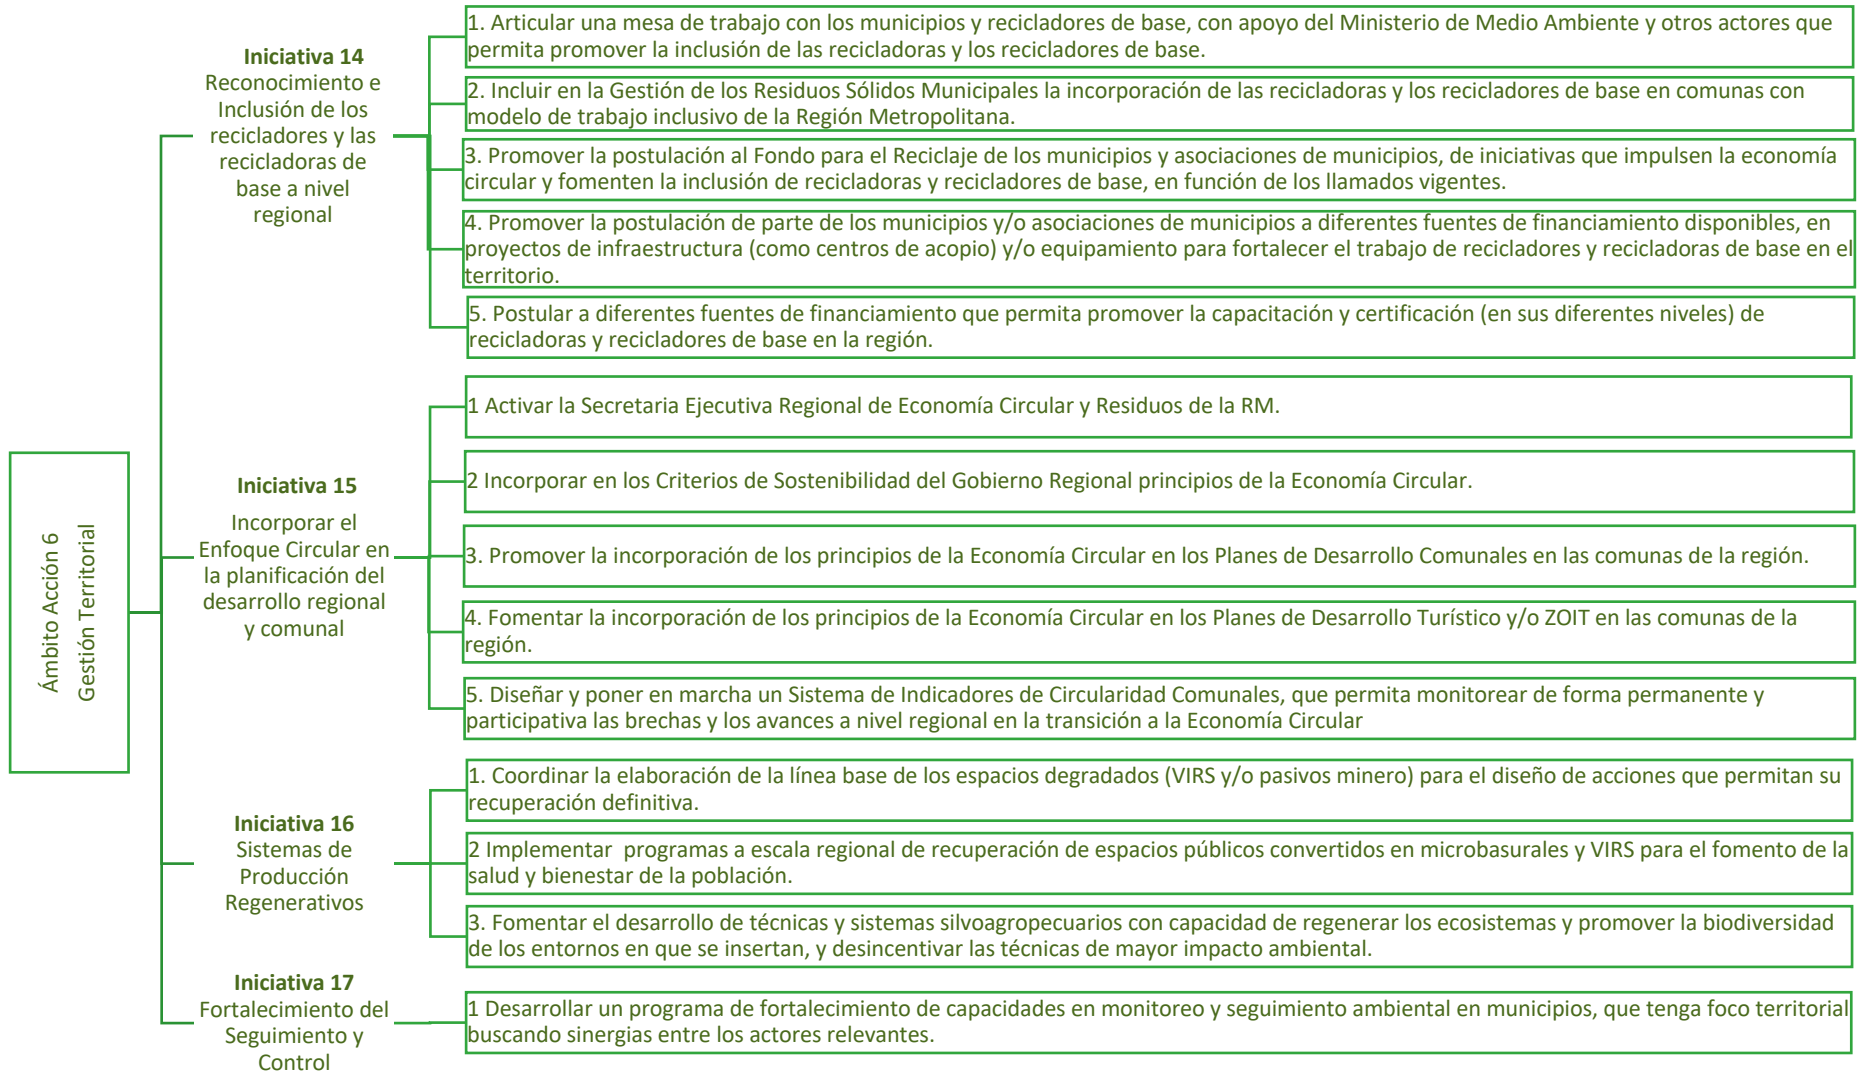 Ámbito Acción 6
Gestión Territorial
Iniciativa 14
Reconocimiento e
Inclusión de los
recicladores y las
recicladoras de
base a nivel
regional
1. Articular una mesa de trabajo con los municipios y recicladores de base, con apoyo del Ministerio de Medio Ambiente y otros actores que
permita promover la inclusión de las recicladoras y los recicladores de base.
2. Incluir en la Gestión de los Residuos Sólidos Municipales la incorporación de las recicladoras y los recicladores de base en comunas con
modelo de trabajo inclusivo de la Región Metropolitana.
3. Promover la postulación al Fondo para el Reciclaje de los municipios y asociaciones de municipios, de iniciativas que impulsen la economía
circular y fomenten la inclusión de recicladoras y recicladores de base, en función de los llamados vigentes.
4. Promover la postulación de parte de los municipios y/o asociaciones de municipios a diferentes fuentes de financiamiento disponibles, en
proyectos de infraestructura (como centros de acopio) y/o equipamiento para fortalecer el trabajo de recicladores y recicladoras de base en el
territorio.
5. Postular a diferentes fuentes de financiamiento que permita promover la capacitación y certificación (en sus diferentes niveles) de
recicladoras y recicladores de base en la región.
Iniciativa 15
Incorporar el
Enfoque Circular en
la planificación del
desarrollo regional
y comunal
1 Activar la Secretaria Ejecutiva Regional de Economía Circular y Residuos de la RM.
2 Incorporar en los Criterios de Sostenibilidad del Gobierno Regional principios de la Economía Circular.
3. Promover la incorporación de los principios de la Economía Circular en los Planes de Desarrollo Comunales en las comunas de la región.
4. Fomentar la incorporación de los principios de la Economía Circular en los Planes de Desarrollo Turístico y/o ZOIT en las comunas de la
región.
5. Diseñar y poner en marcha un Sistema de Indicadores de Circularidad Comunales, que permita monitorear de forma permanente y
participativa las brechas y los avances a nivel regional en la transición a la Economía Circular
Iniciativa 16
Sistemas de
Producción
Regenerativos
1. Coordinar la elaboración de la línea base de los espacios degradados (VIRS y/o pasivos minero) para el diseño de acciones que permitan su
recuperación definitiva.
2 Implementar  programas a escala regional de recuperación de espacios públicos convertidos en microbasurales y VIRS para el fomento de la
salud y bienestar de la población.
3. Fomentar el desarrollo de técnicas y sistemas silvoagropecuarios con capacidad de regenerar los ecosistemas y promover la biodiversidad
de los entornos en que se insertan, y desincentivar las técnicas de mayor impacto ambiental.
Iniciativa 17
Fortalecimiento del
Seguimiento y
Control
1 Desarrollar un programa de fortalecimiento de capacidades en monitoreo y seguimiento ambiental en municipios, que tenga foco territorial
buscando sinergias entre los actores relevantes.